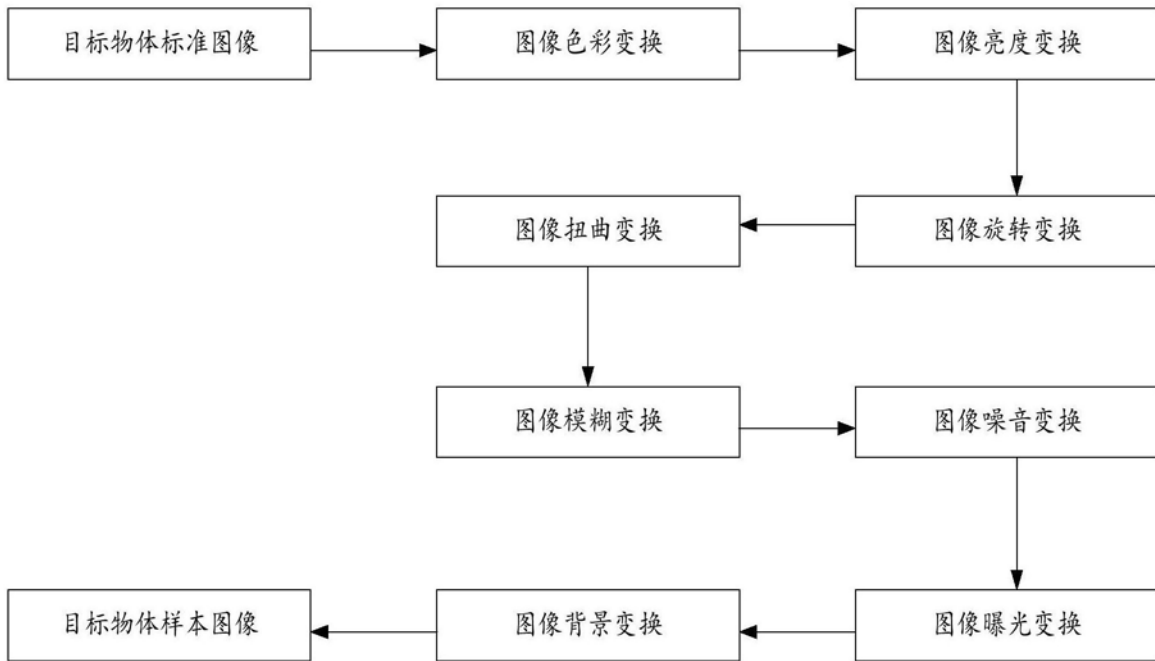 目标物体标准图像
图像色彩变换
图像亮度变换
图像扭曲变换
图像旋转变换
图像模糊变换
图像噪音变换
目标物体样本图像
图像背景变换
图像曝光变换